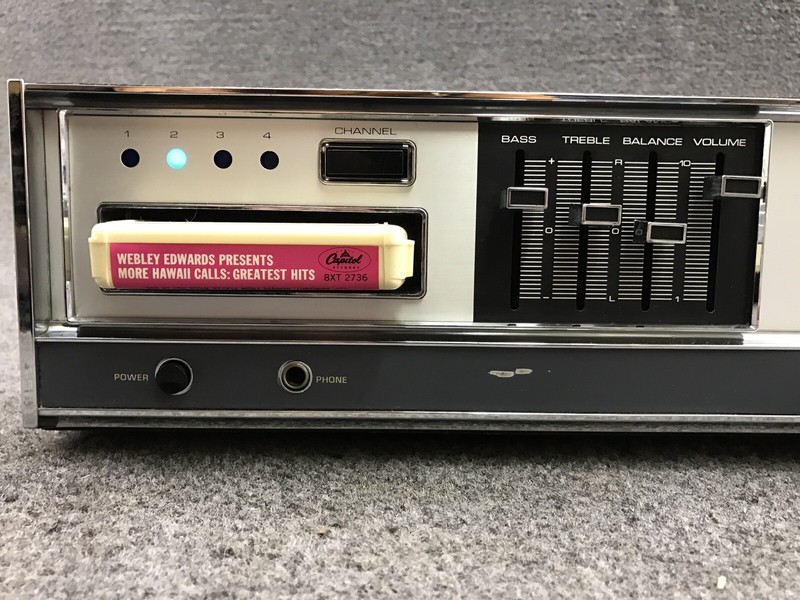 1 2 3 4
CHANNEL
BASS TREBLE BALANCE VOLUME
+ R 10
0 0
- L 1
WEBLEY EDWARDS PRESENTS
MORE HAWAII CALLS: GREATEST HITS
Capitol
RECORDS
8XT 2736
POWER
PHONE